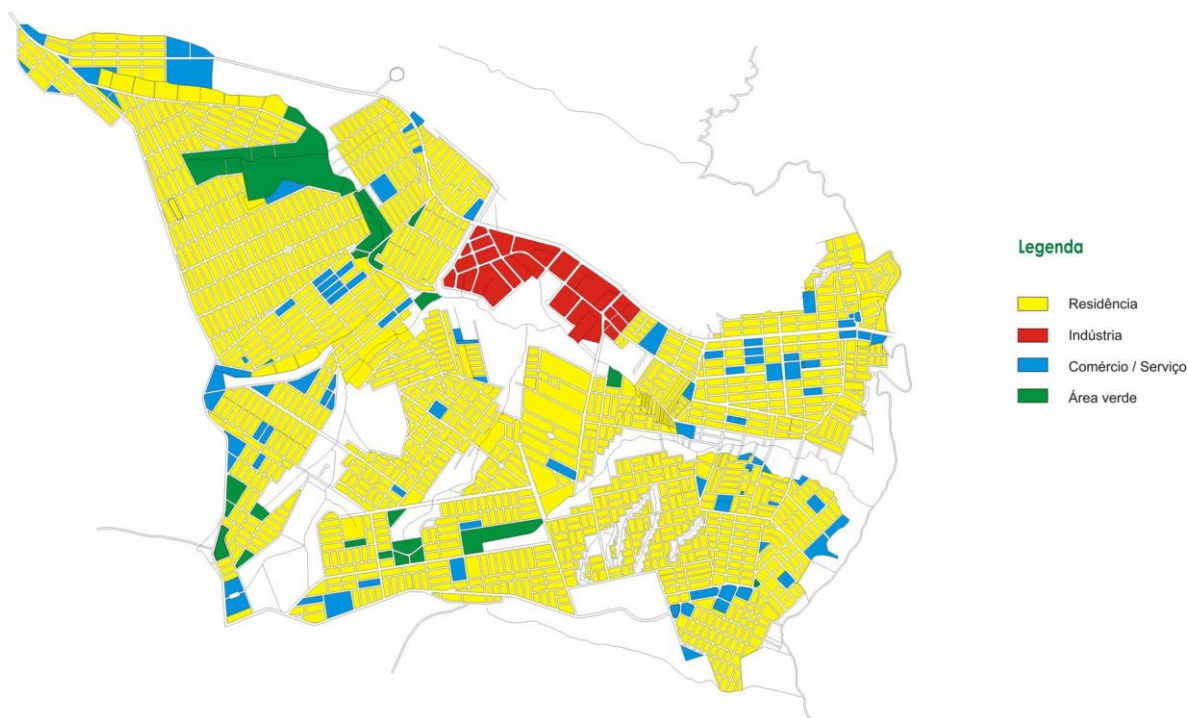 Legenda
Residência
Indústria
Comércio / Serviço
Área verde